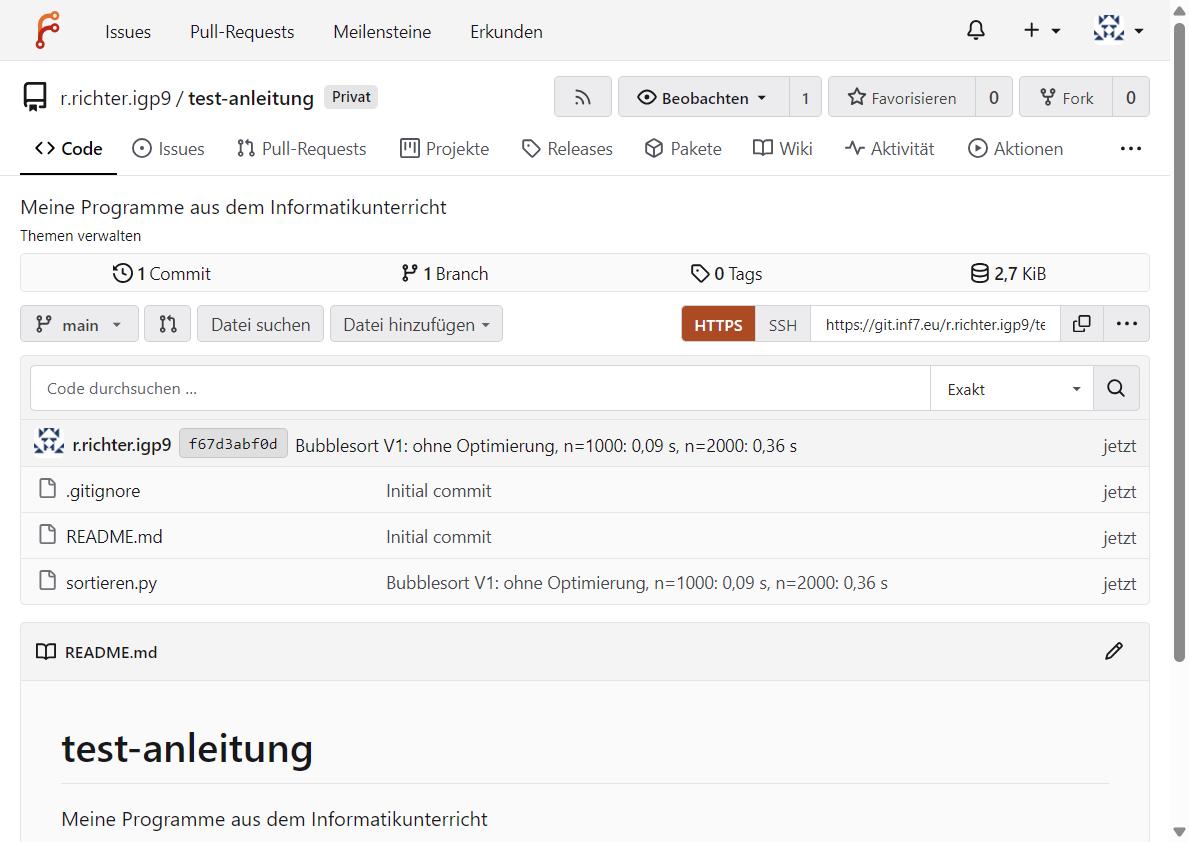 Issues Pull-Requests Meilensteine Erkunden
r.richter.igp9 / test-anleitung Privat Beobachten 1 Favorisieren 0 Fork 0
Code Issues Pull-Requests Projekte Releases Pakete Wiki Aktivität Aktionen
Meine Programme aus dem Informatikunterricht
Themen verwalten
1 Commit 1 Branch 0 Tags 2,7 KiB
main Datei suchen Datei hinzufügen HTTPS SSH https://git.inf7.eu/r.richter.igp9/te
Code durchsuchen ... Exakt
r.richter.igp9 f67d3abf0d Bubblesort V1: ohne Optimierung, n=1000: 0,09 s, n=2000: 0,36 s jetzt
.gitignore Initial commit jetzt
README.md Initial commit jetzt
sortieren.py Bubblesort V1: ohne Optimierung, n=1000: 0,09 s, n=2000: 0,36 s jetzt
README.md
test-anleitung
Meine Programme aus dem Informatikunterricht